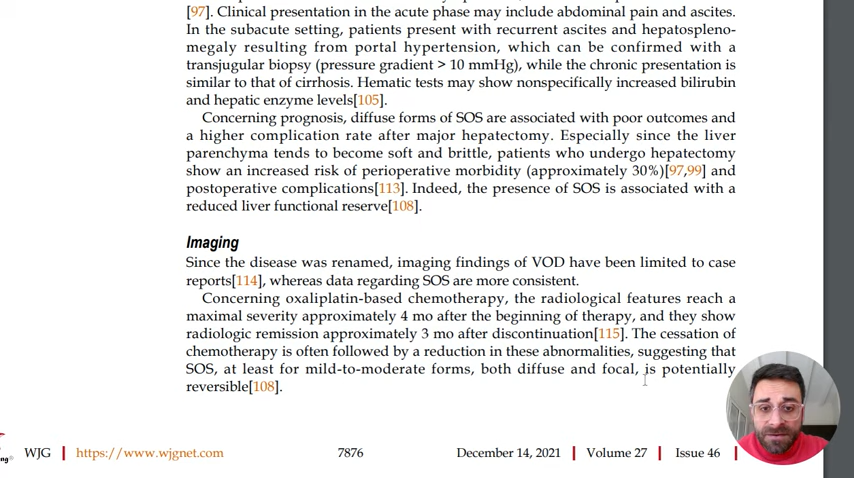 [97]. Clinical presentation in the acute phase may include abdominal pain and ascites.
In the subacute setting, patients present with recurrent ascites and hepatospleno-
megaly resulting from portal hypertension, which can be confirmed with a
transjugular biopsy (pressure gradient > 10 mmHg), while the chronic presentation is
similar to that of cirrhosis. Hematic tests may show nonspecifically increased bilirubin
and hepatic enzyme levels[105].
Concerning prognosis, diffuse forms of SOS are associated with poor outcomes and
a higher complication rate after major hepatectomy. Especially since the liver
parenchyma tends to become soft and brittle, patients who undergo hepatectomy
show an increased risk of perioperative morbidity (approximately 30%)[97,99] and
postoperative complications[113]. Indeed, the presence of SOS is associated with a
reduced liver functional reserve[108].
Imaging
Since the disease was renamed, imaging findings of VOD have been limited to case
reports[114], whereas data regarding SOS are more consistent.
Concerning oxaliplatin-based chemotherapy, the radiological features reach a
maximal severity approximately 4 mo after the beginning of therapy, and they show
radiologic remission approximately 3 mo after discontinuation[115]. The cessation of
chemotherapy is often followed by a reduction in these abnormalities, suggesting that
SOS, at least for mild-to-moderate forms, both diffuse and focal, is potentially
reversible[108].
WJG https://www.wjgnet.com 7876 December 14, 2021 Volume 27 Issue 46